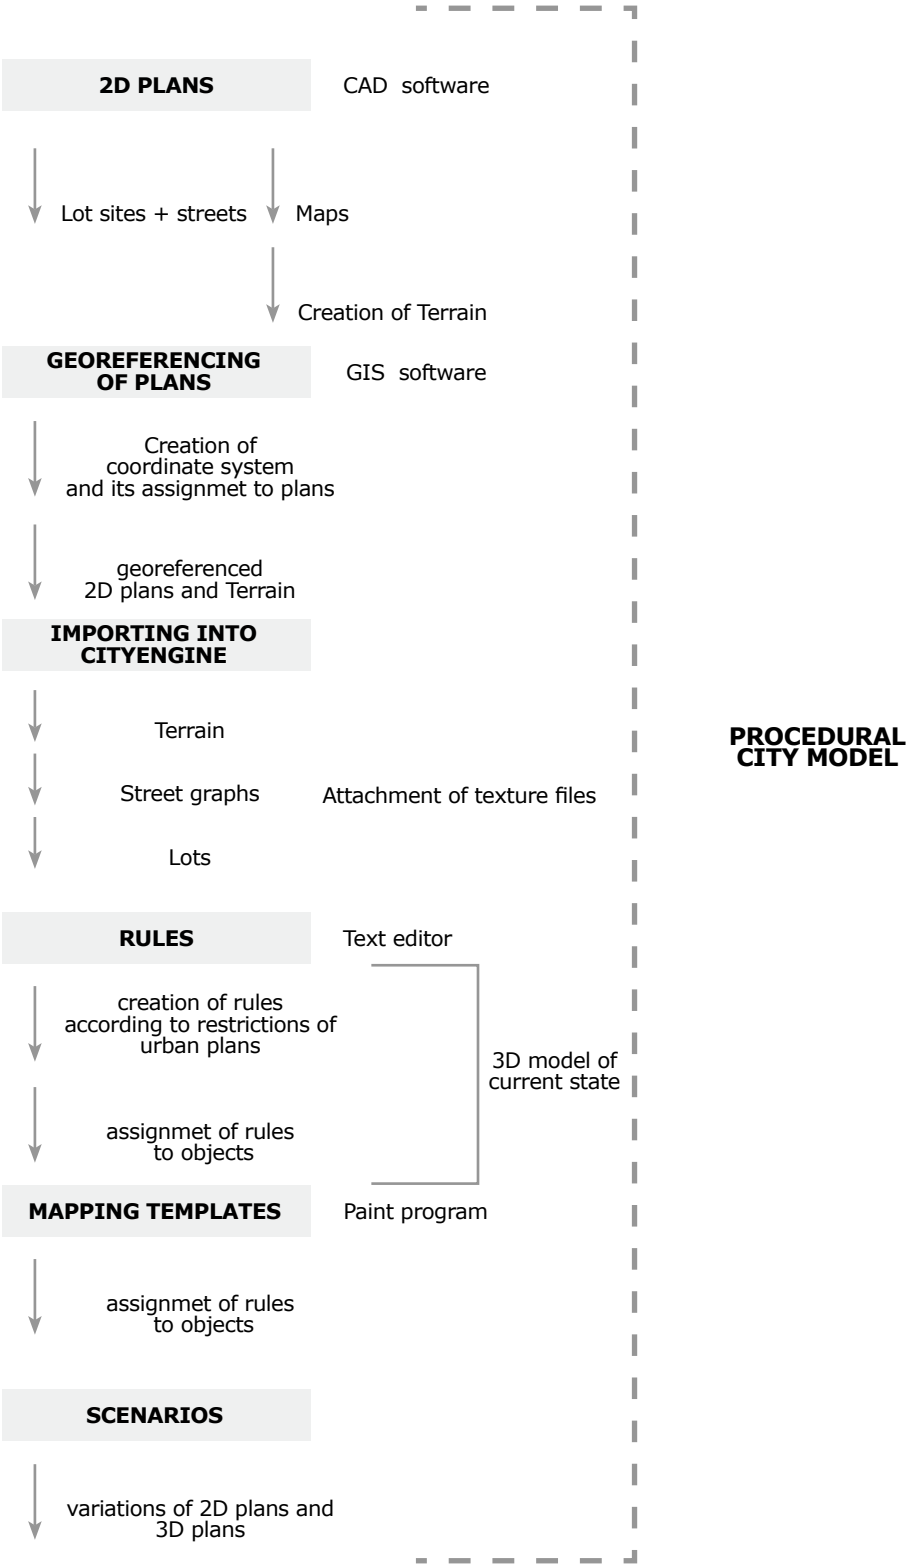 2D PLANS
CAD software
Lot sites + streets
Maps
Creation of Terrain
GEOREFERENCING
OF PLANS
GIS software
Creation of
coordinate system
and its assignmet to plans
georeferenced
2D plans and Terrain
IMPORTING INTO
CITYENGINE
Terrain
Street graphs
Attachment of texture files
Lots
PROCEDURAL
CITY MODEL
RULES
Text editor
creation of rules
according to restrictions of
urban plans
3D model of
current state
assignmet of rules
to objects
MAPPING TEMPLATES
Paint program
assignmet of rules
to objects
SCENARIOS
variations of 2D plans and
3D plans